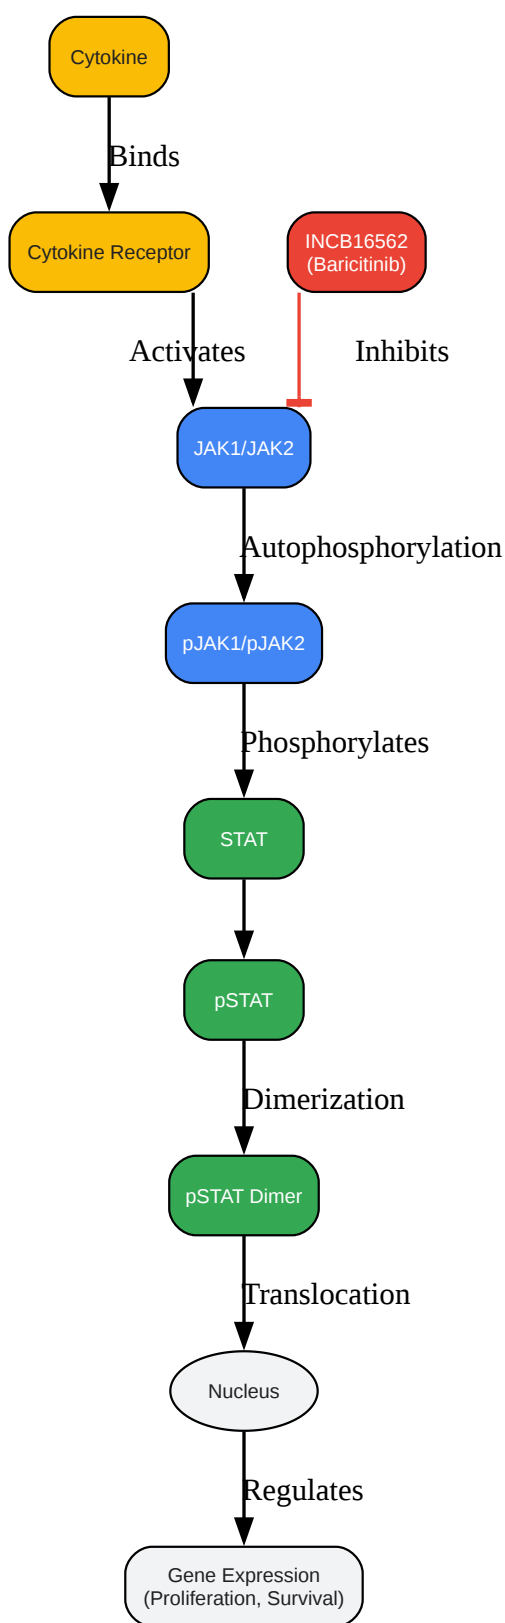 Cytokine
Binds
Cytokine Receptor
INCB16562
(Baricitinib)
Activates
Inhibits
JAK1/JAK2
Autophosphorylation
pJAK1/pJAK2
Phosphorylates
STAT
pSTAT
Dimerization
pSTAT Dimer
Translocation
Nucleus
Regulates
Gene Expression
(Proliferation, Survival)